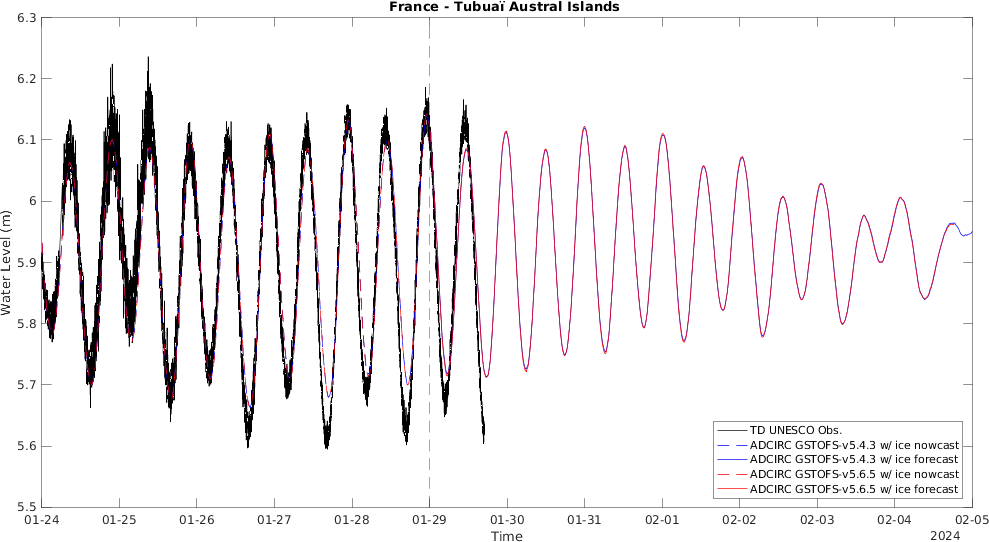 France - Tubuaï Austral Islands
6.3
6.2
6.1
6
5.9
5.8
5.7
5.6
5.5
Water Level (m)
TD UNESCO Obs.
ADCIRC GSTOFS-v5.4.3 w/ ice nowcast
ADCIRC GSTOFS-v5.4.3 w/ ice forecast
ADCIRC GSTOFS-v5.6.5 w/ ice nowcast
ADCIRC GSTOFS-v5.6.5 w/ ice forecast
01-24 01-25 01-26 01-27 01-28 01-29 01-30 01-31 02-01 02-02 02-03 02-04 02-05
Time
2024